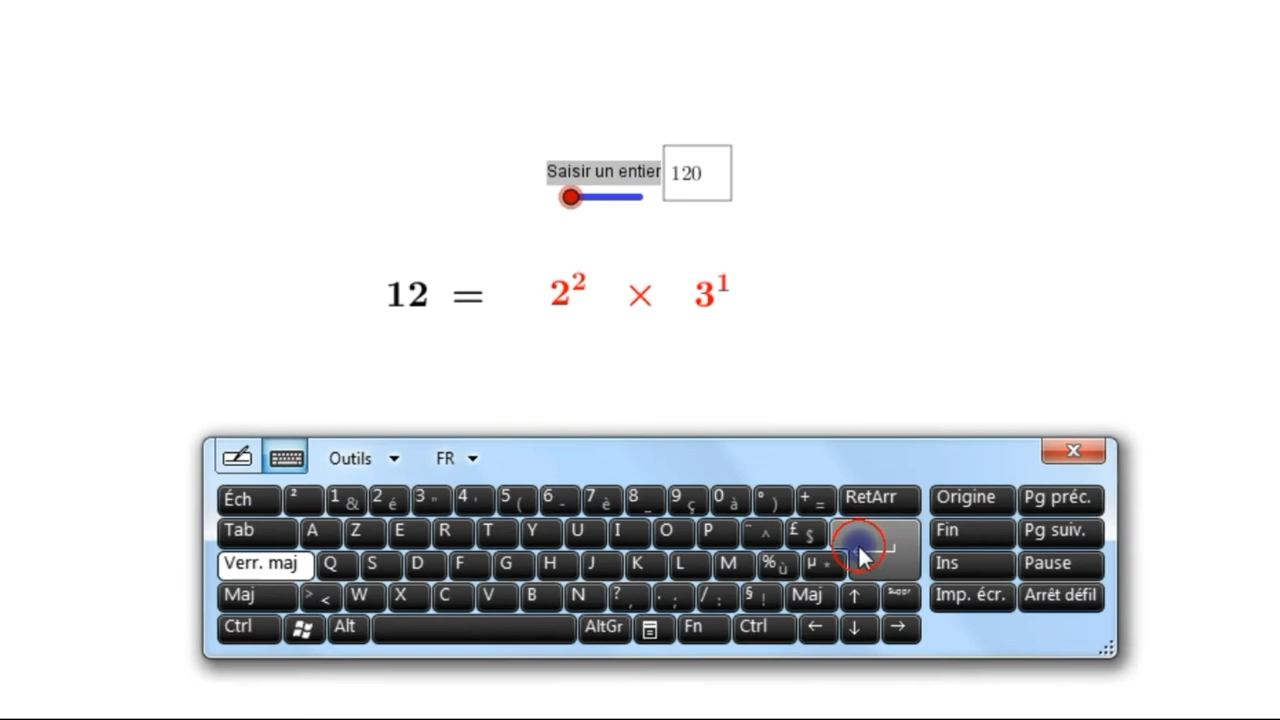 Saisir un entier 120
12 = 2² × 3¹
Outils FR
Éch ² 1 & 2 é 3 " 4 ' 5 ( 6 - 7 è 8 _ 9 ç 0 à ° ) + = RetArr Origine Pg préc.
Tab A Z E R T Y U I O P ¨ ^ £ $ Fin Pg suiv.
Verr. maj Q S D F G H J K L M % ù µ * Ins Pause
Maj > < W X C V B N ? , . ; / : § ! Maj ↑ Suppr Imp. écr. Arrêt défil
Ctrl Alt AltGr Fn Ctrl ← ↓ →